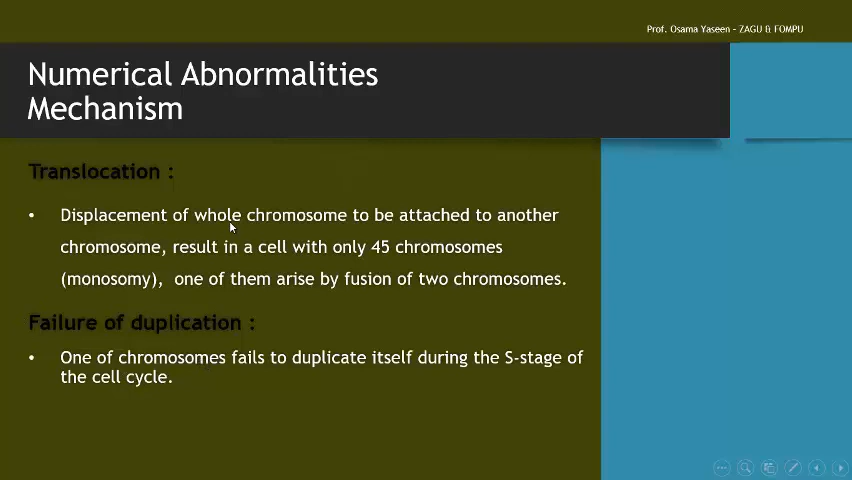 Prof. Osama Yaseen - ZAGU & FOMPU
Numerical Abnormalities
Mechanism
Translocation :
• Displacement of whole chromosome to be attached to another
chromosome, result in a cell with only 45 chromosomes
(monosomy), one of them arise by fusion of two chromosomes.
Failure of duplication :
• One of chromosomes fails to duplicate itself during the S-stage of
the cell cycle.